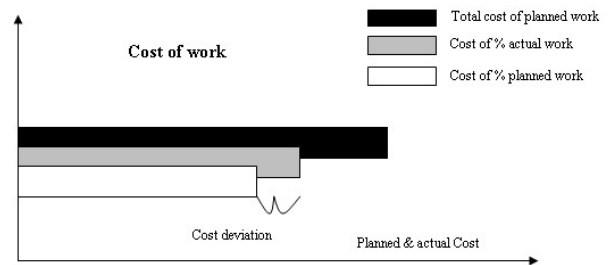 Total cost of planned work
Cost of work
Cost of % actual work
Cost of % planned work
Cost deviation
Planned & actual Cost